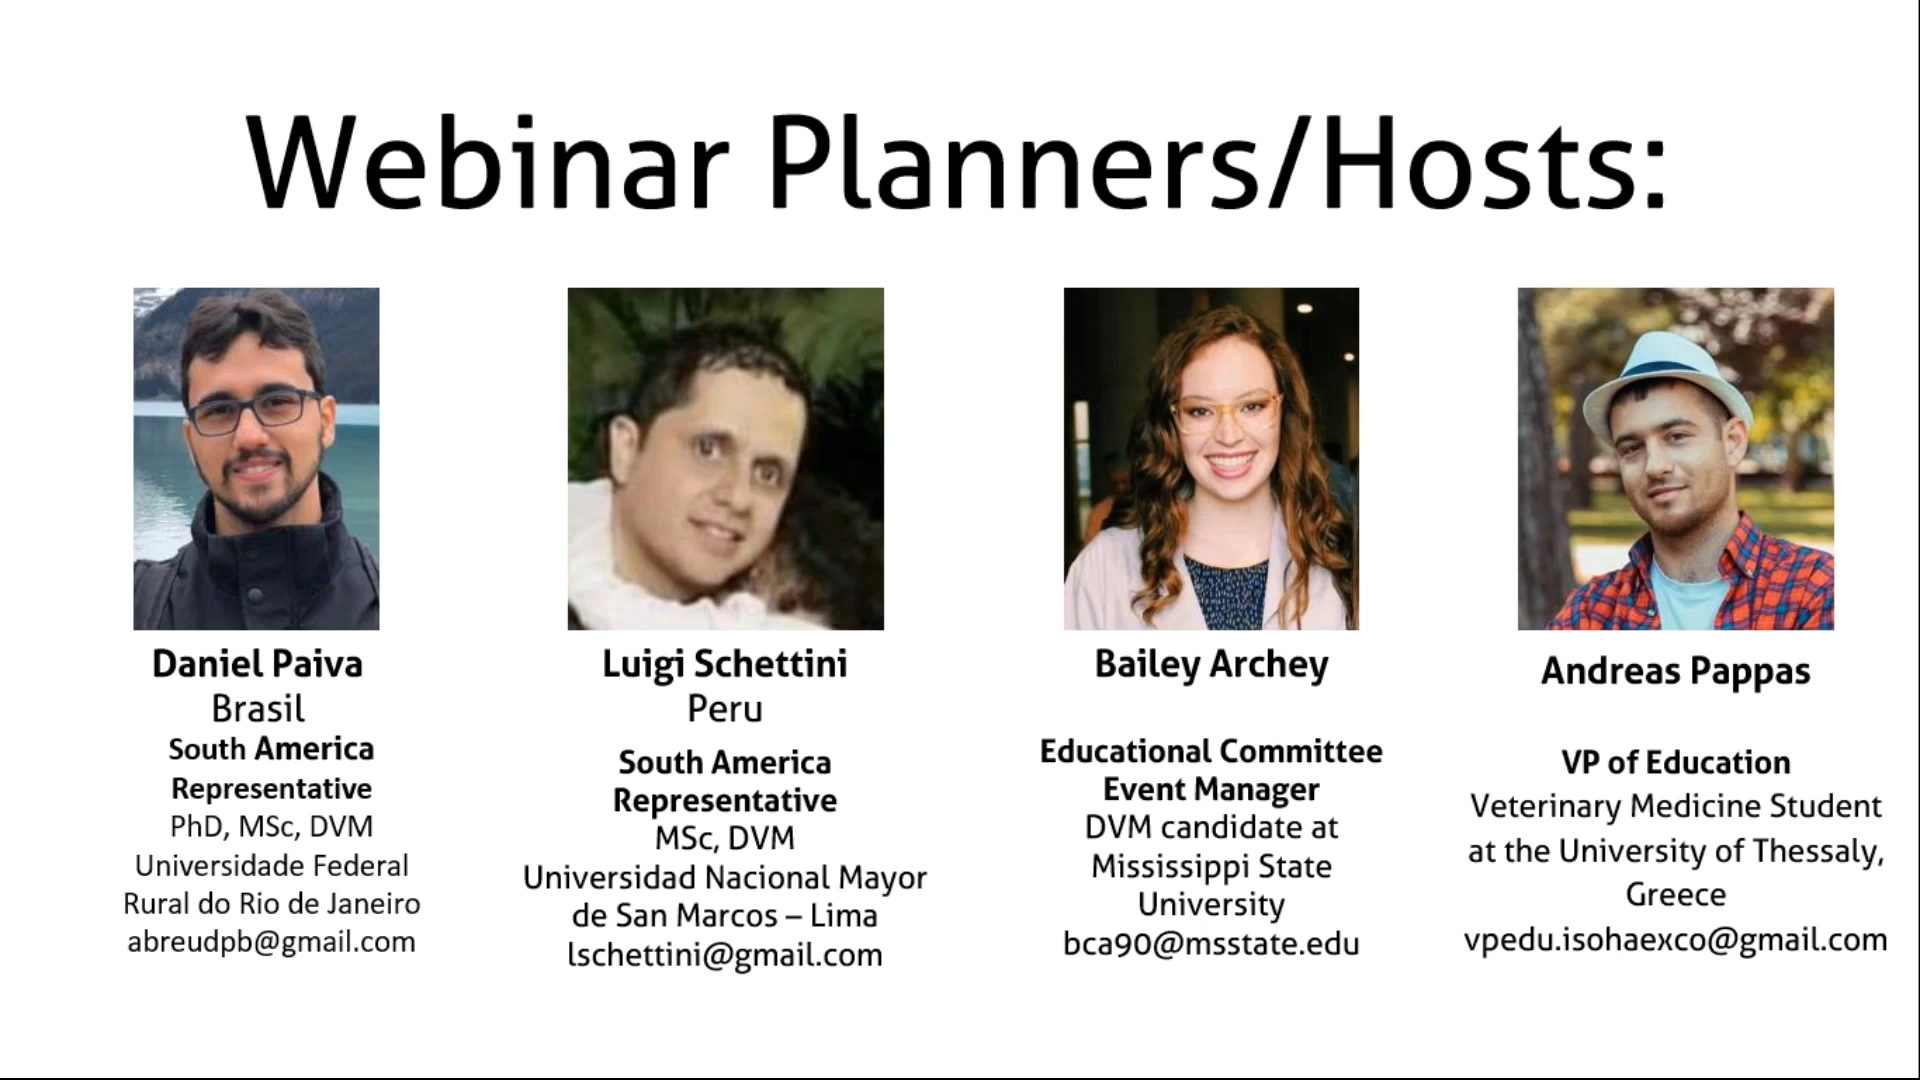 Webinar Planners/Hosts:
Daniel Paiva
Brasil
South America
Representative
PhD, MSc, DVM
Universidade Federal
Rural do Rio de Janeiro
abreudpb@gmail.com
Luigi Schettini
Peru
South America
Representative
MSc, DVM
Universidad Nacional Mayor
de San Marcos – Lima
lschettini@gmail.com
Bailey Archey
Educational Committee
Event Manager
DVM candidate at
Mississippi State
University
bca90@msstate.edu
Andreas Pappas
VP of Education
Veterinary Medicine Student
at the University of Thessaly,
Greece
vpedu.isohaexco@gmail.com